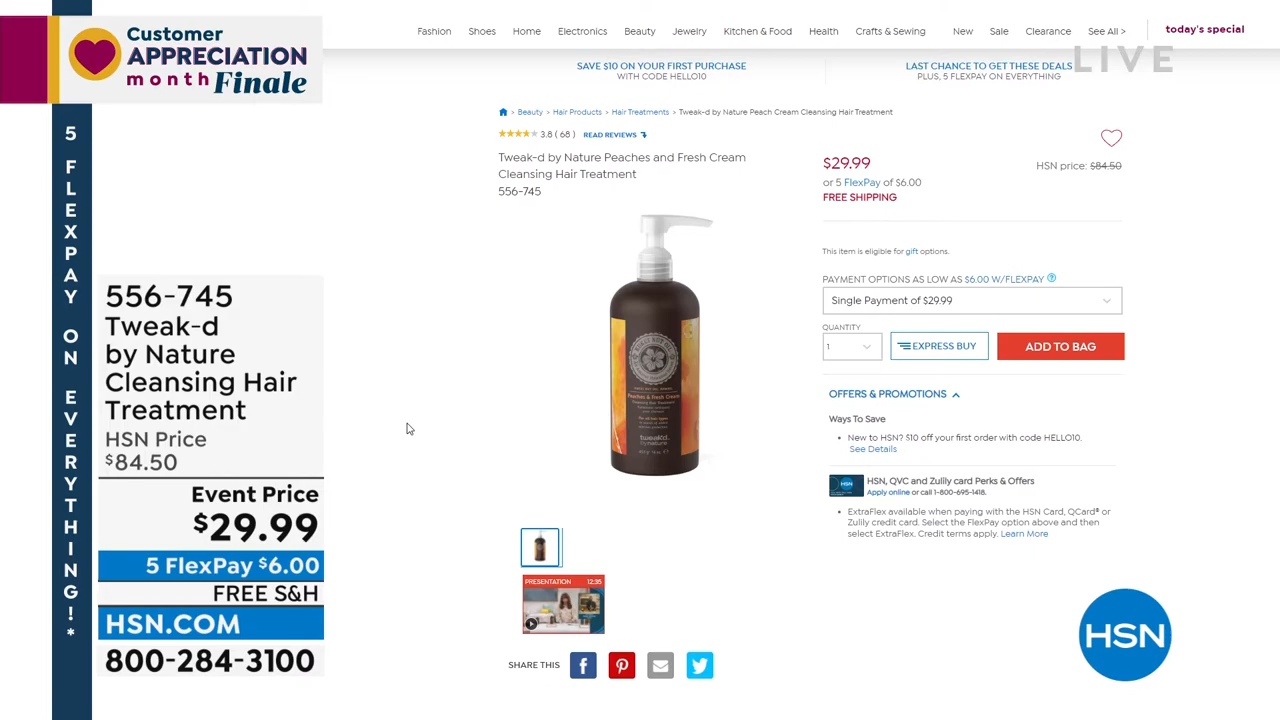 Customer
APPRECIATION
month Finale
5 FLEXPAY ON EVERYTHING!*
556-745
Tweak-d
by Nature
Cleansing Hair
Treatment
HSN Price
$84.50
Event Price
$29.99
5 FlexPay $6.00
FREE S&H
HSN.COM
800-284-3100
Fashion Shoes Home Electronics Beauty Jewelry Kitchen & Food Health Crafts & Sewing New Sale Clearance See All > today's special
LIVE
SAVE $10 ON YOUR FIRST PURCHASE
WITH CODE HELLO10
LAST CHANCE TO GET THESE DEALS
PLUS, 5 FLEXPAY ON EVERYTHING
> Beauty > Hair Products > Hair Treatments > Tweak-d by Nature Peach Cream Cleansing Hair Treatment
3.8 ( 68 ) READ REVIEWS
Tweak-d by Nature Peaches and Fresh Cream
Cleansing Hair Treatment
556-745
Peaches & Fresh Cream
tweak'd.
by nature
PRESENTATION 12:35
SHARE THIS
$29.99
HSN price: $84.50
or 5 FlexPay of $6.00
FREE SHIPPING
This item is eligible for gift options.
PAYMENT OPTIONS AS LOW AS $6.00 W/FLEXPAY ?
Single Payment of $29.99
QUANTITY
1
EXPRESS BUY
ADD TO BAG
OFFERS & PROMOTIONS
Ways To Save
• New to HSN? $10 off your first order with code HELLO10.
See Details
HSN, QVC and Zulily card Perks & Offers
Apply online or call 1-800-695-1418.
• ExtraFlex available when paying with the HSN Card, QCard® or
Zulily credit card. Select the FlexPay option above and then
select ExtraFlex. Credit terms apply. Learn More
HSN